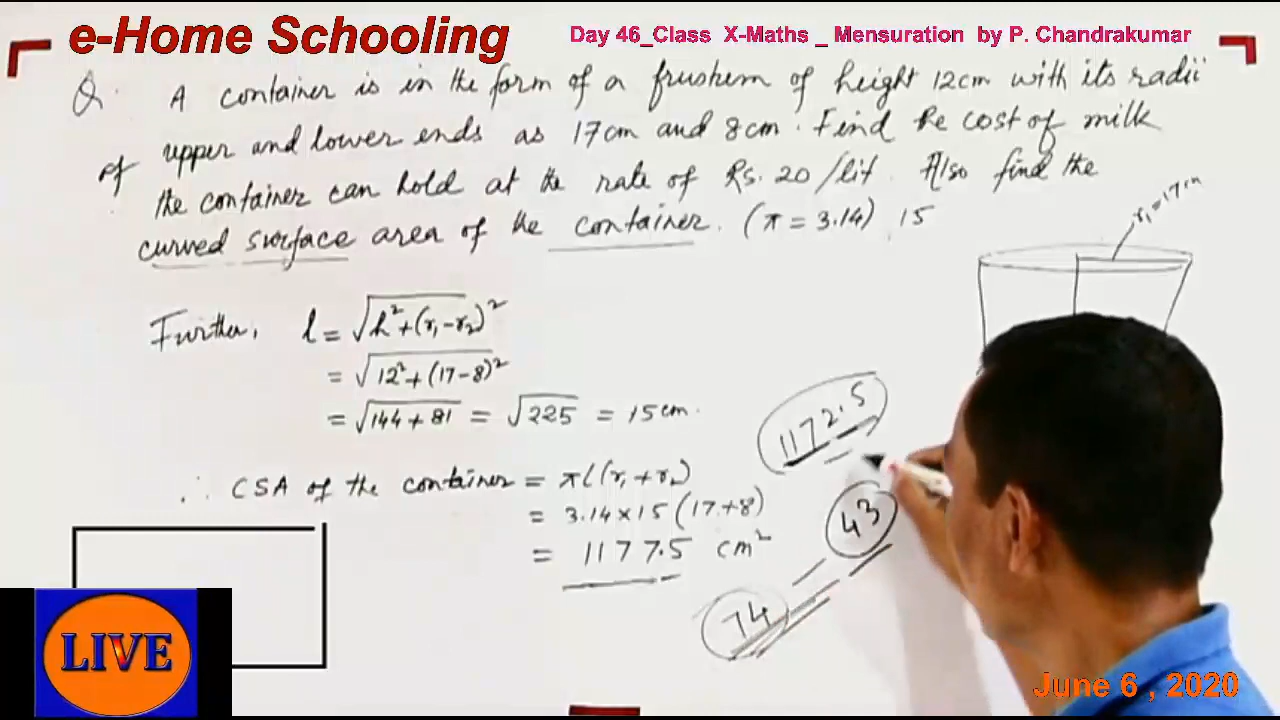 e-Home Schooling
Day 46_Class X-Maths _ Mensuration by P. Chandrakumar
Q. A container is in the form of a frustum of height 12cm with its radii
of upper and lower ends as 17cm and 8cm. Find the cost of milk
the container can hold at the rate of Rs. 20/lit. Also find the
curved surface area of the container. (π = 3.14) 15
r₁=17cm
Further, l = √h²+(r₁-r₂)²
= √12²+(17-8)²
= √144+81 = √225 = 15cm.
1172.5
∴ CSA of the container = πl(r₁+r₂)
= 3.14×15(17+8)
43
= 1177.5 cm²
74
LIVE
June 6 , 2020